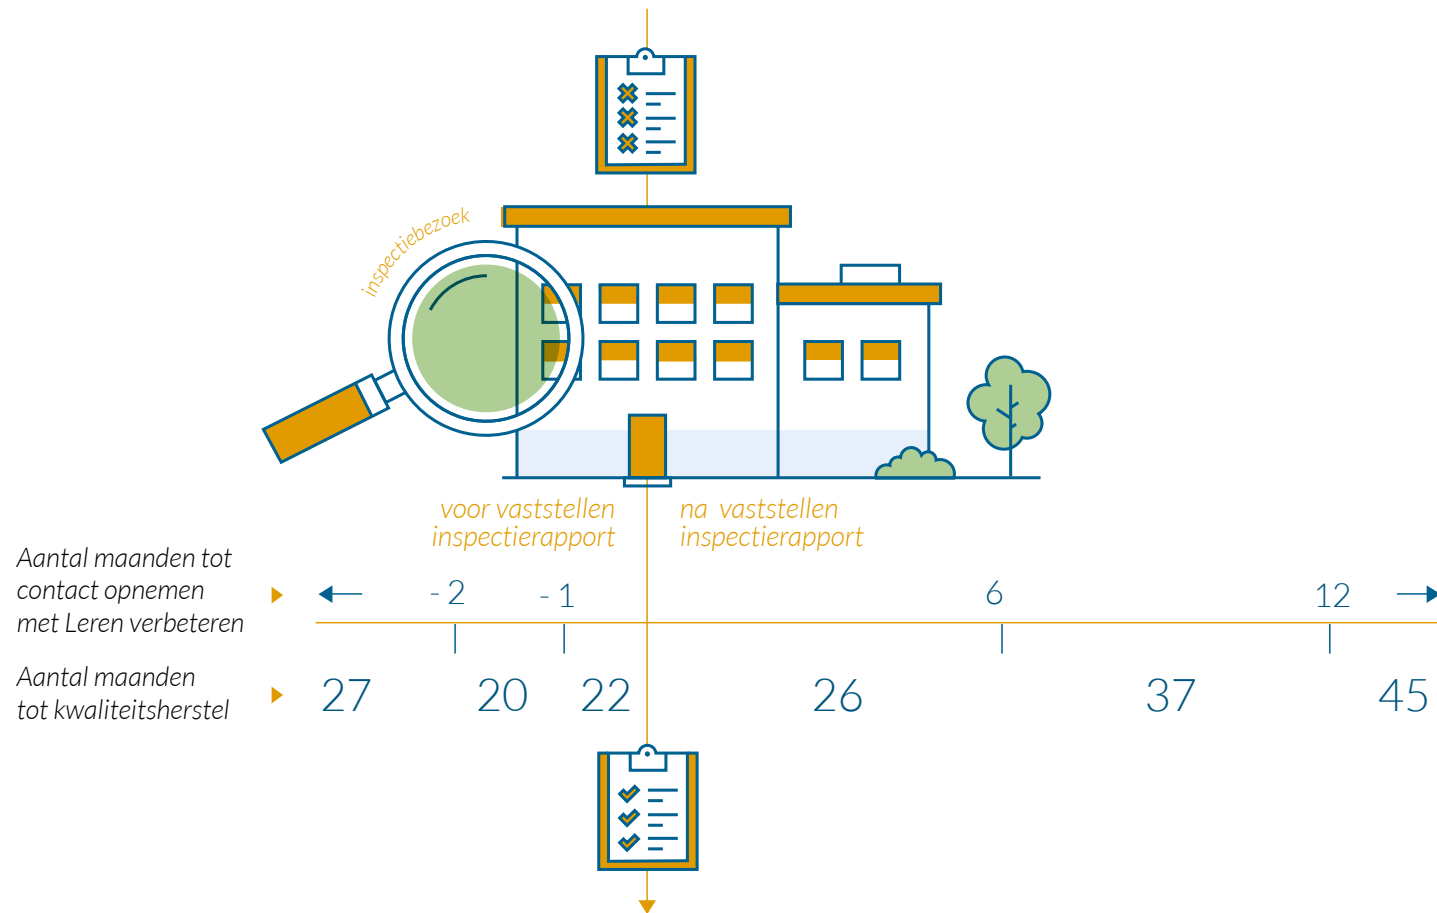 inspectiebezoek
voor vaststellen
inspectierapport
na vaststellen
inspectierapport
Aantal maanden tot
contact opnemen
met Leren verbeteren
- 2
- 1
6
12
Aantal maanden
tot kwaliteitsherstel
27
20
22
26
37
45